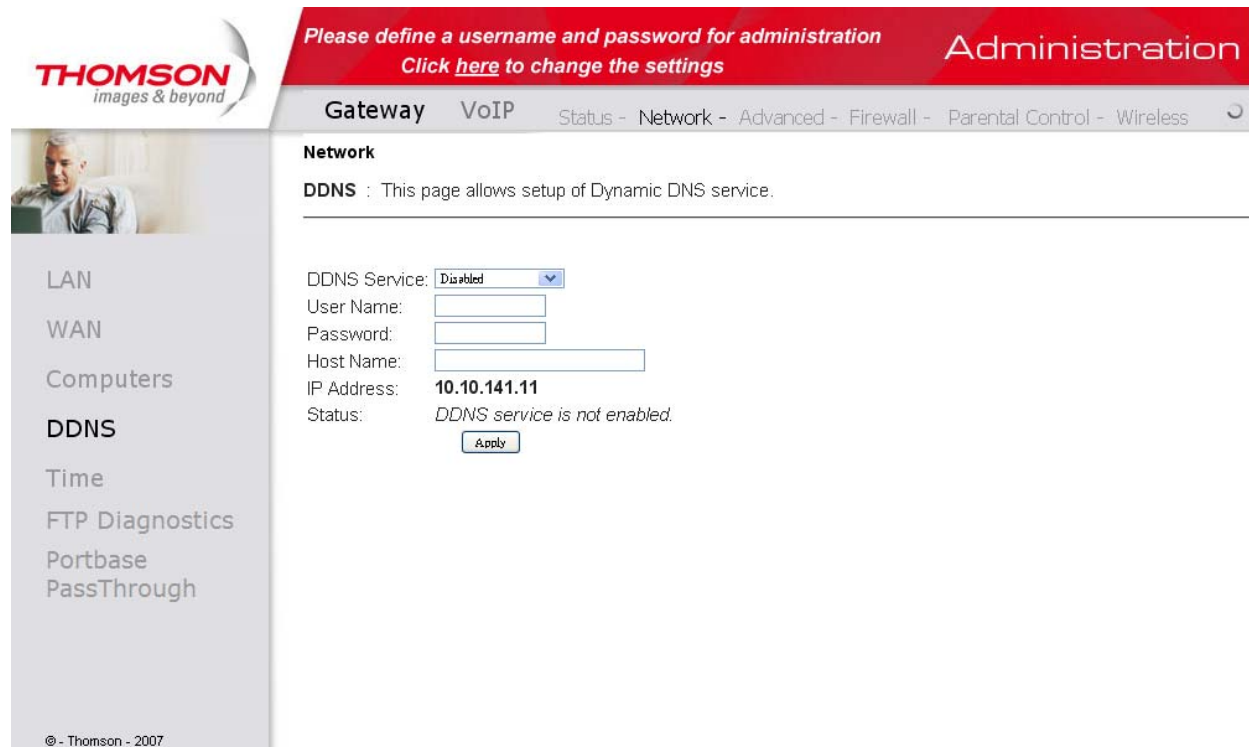 THOMSON
images & beyond
Please define a username and password for administration
Click here to change the settings
Administration
Gateway VoIP Status - Network - Advanced - Firewall - Parental Control - Wireless
Network
DDNS : This page allows setup of Dynamic DNS service.
LAN
WAN
Computers
DDNS
Time
FTP Diagnostics
Portbase
PassThrough
DDNS Service: Disabled
User Name:
Password:
Host Name:
IP Address: 10.10.141.11
Status: DDNS service is not enabled.
Apply
© - Thomson - 2007